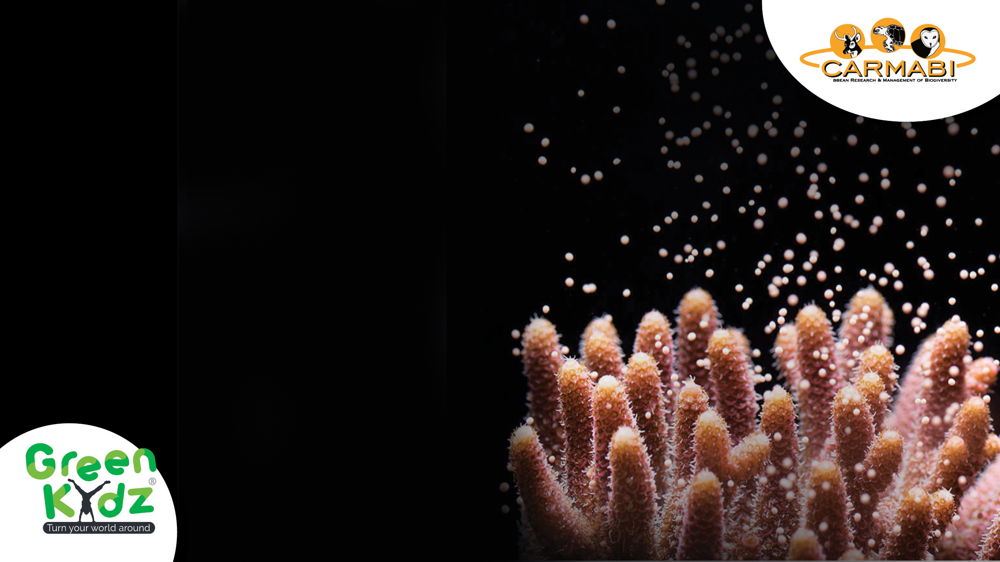 CARMABI
BBEAN RESEARCH & MANAGEMENT OF BIODIVERSITY
Green
Kidz®
Turn your world around